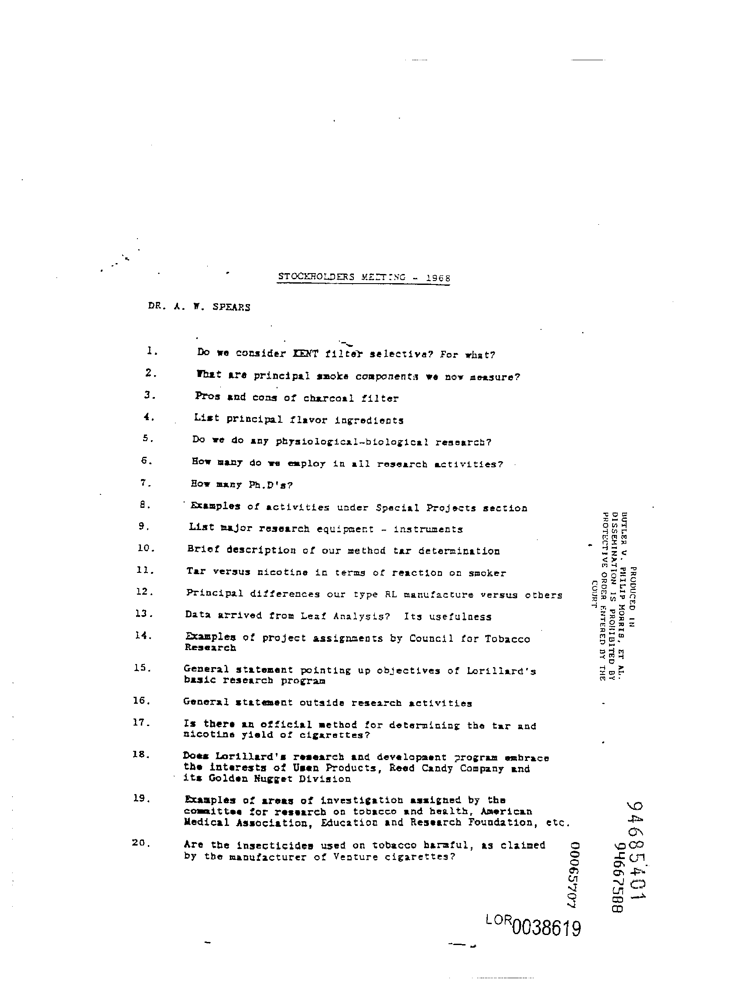 STOCKHOLDERS MEETING - 1968
DR. A. W. SPEARS
1. Do we consider KENT filter selective? For what?
2. What are principal smoke components we now measure?
3. Pros and cons of charcoal filter
4. List principal flavor ingredients
5. Do we do any physiological-biological research?
6. How many do we employ in all research activities?
7. How many Ph.D's?
8. Examples of activities under Special Projects section
9. List major research equipment - instruments
10. Brief description of our method tar determination
11. Tar versus nicotine in terms of reaction on smoker
12. Principal differences our type RL manufacture versus others
13. Data arrived from Leaf Analysis? Its usefulness
14. Examples of project assignments by Council for Tobacco
Research
15. General statement pointing up objectives of Lorillard's
basic research program
16. General statement outside research activities
17. Is there an official method for determining the tar and
nicotine yield of cigarettes?
18. Does Lorillard's research and development program embrace
the interests of Usen Products, Reed Candy Company and
its Golden Nugget Division
19. Examples of areas of investigation assigned by the
committee for research on tobacco and health, American
Medical Association, Education and Research Foundation, etc.
20. Are the insecticides used on tobacco harmful, as claimed
by the manufacturer of Venture cigarettes?
PRODUCED IN
BUTLER V. PHILIP MORRIS, ET AL.
DISSEMINATION IS PROHIBITED BY
PROTECTIVE ORDER ENTERED BY THE
COURT
94685401
94667588
00065707
LOR0038619